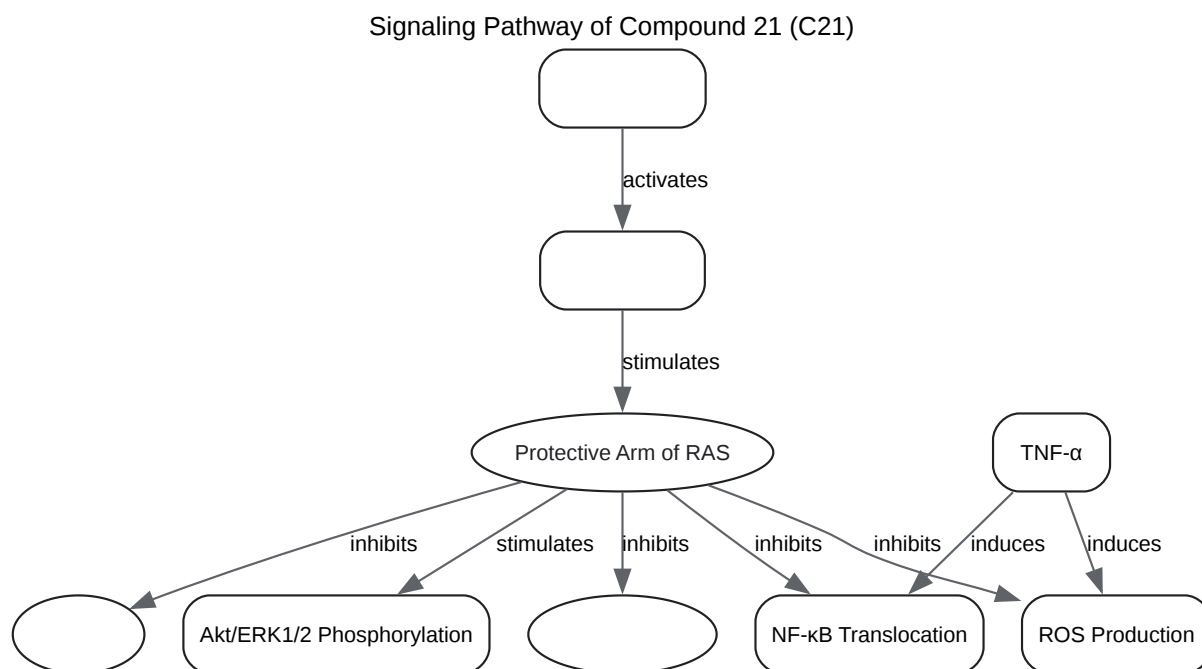 Signaling Pathway of Compound 21 (C21)
activates
stimulates
Protective Arm of RAS
TNF-α
inhibits
stimulates
inhibits
inhibits
inhibits
induces
induces
Akt/ERK1/2 Phosphorylation
NF-κB Translocation
ROS Production